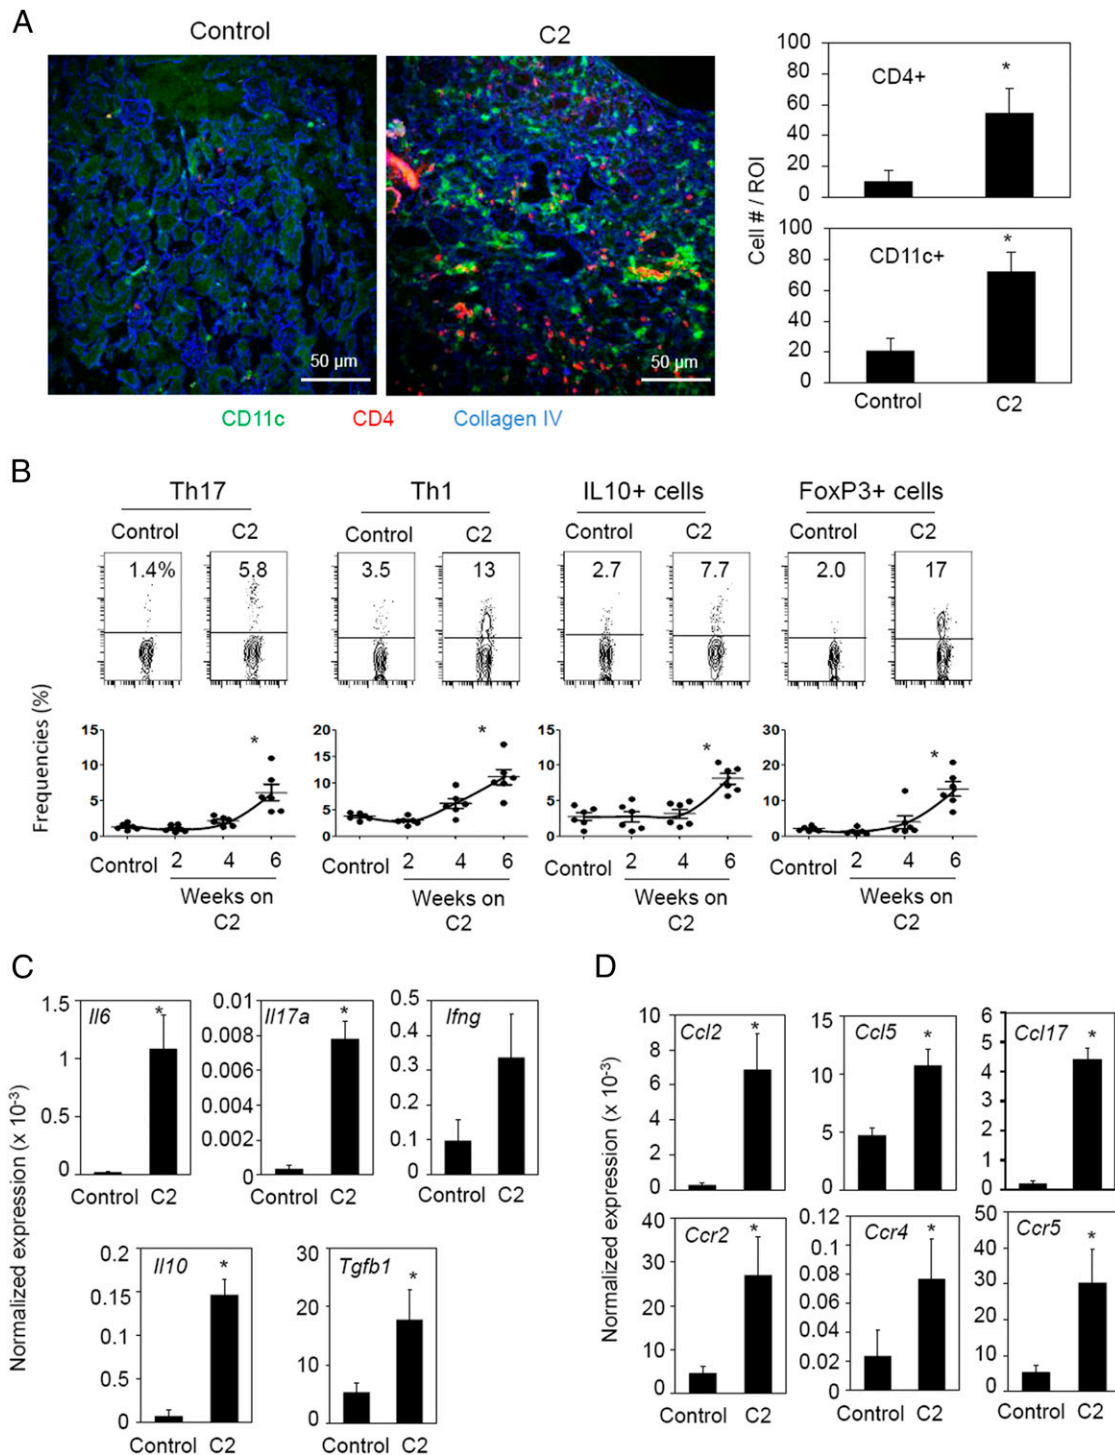 A
Control
C2
50 µm
50 µm
CD11c
CD4
Collagen IV
Cell # / ROI
100
80
60
40
20
0
CD4+
*
100
80
60
40
20
0
CD11c+
*
Control
C2
B
Th17
Th1
IL10+ cells
FoxP3+ cells
Control
C2
Control
C2
Control
C2
Control
C2
1.4%
5.8
3.5
13
2.7
7.7
2.0
17
Frequencies (%)
15
10
5
0
*
20
15
10
5
0
*
15
10
5
0
*
30
20
10
0
*
Control
2
4
6
Control
2
4
6
Control
2
4
6
Control
2
4
6
Weeks on
C2
Weeks on
C2
Weeks on
C2
Weeks on
C2
C
Normalized expression (x 10-3)
1.5
1
0.5
0
Il6
*
Control
C2
0.01
0.008
0.006
0.004
0.002
0
Il17a
*
Control
C2
0.5
0.4
0.3
0.2
0.1
0
Ifng
Control
C2
0.2
0.15
0.1
0.05
0
Il10
*
Control
C2
30
20
10
0
Tgfb1
*
Control
C2
D
Normalized expression (x 10-3)
10
8
6
4
2
0
Ccl2
*
15
10
5
0
Ccl5
*
6
5
4
3
2
1
0
Ccl17
*
40
30
20
10
0
Ccr2
*
Control
C2
0.12
0.1
0.08
0.06
0.04
0.02
0
Ccr4
*
Control
C2
50
40
30
20
10
0
Ccr5
*
Control
C2